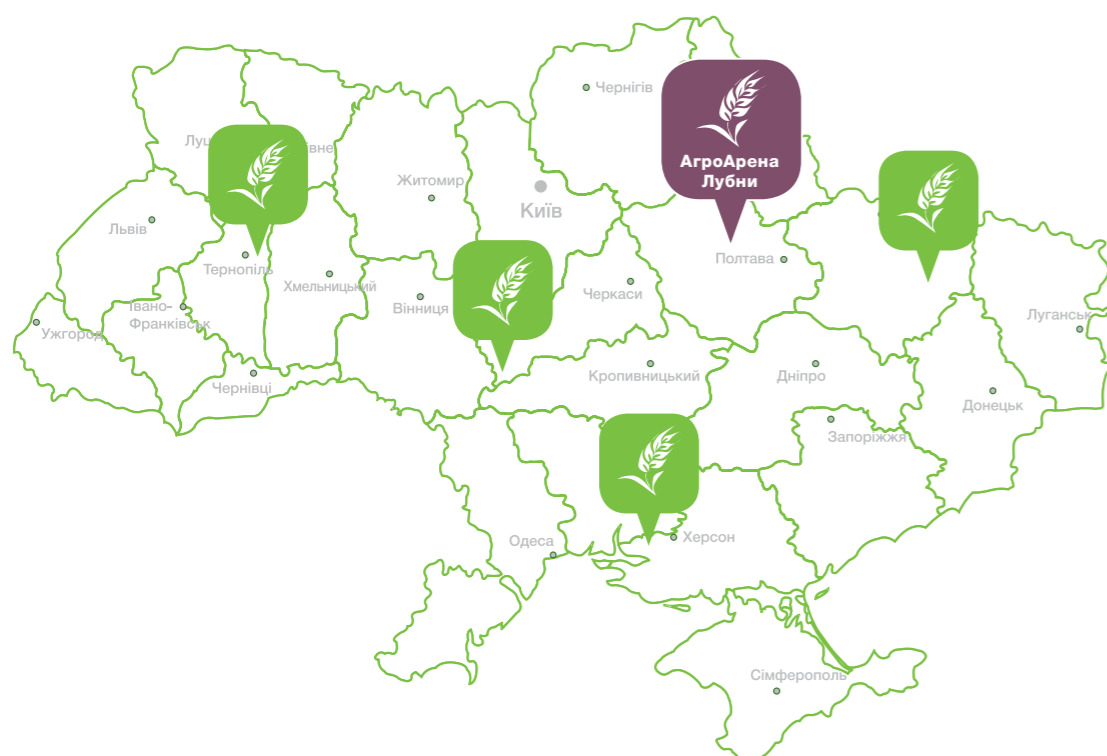 Чернігів
АгроАрена
Лубни
Житомир
Київ
Львів
Полтава
Тернопіль
Хмельницький
Вінниця
Черкаси
Івано-
Франківськ
Луганськ
Ужгород
Кропивницький
Дніпро
Чернівці
Донецьк
Запоріжжя
Херсон
Одеса
Сімферополь